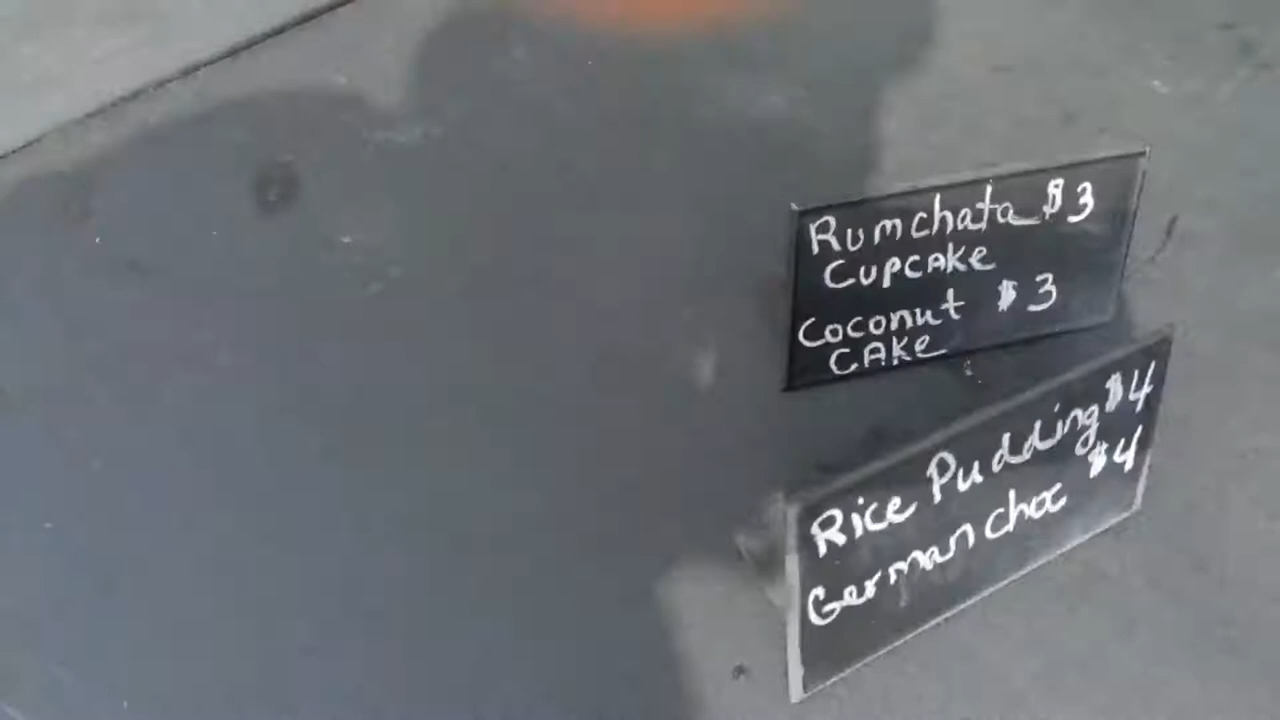 Rumchata $3
CUPCAKe
Coconut $3
CAKe
Rice Pudding $4
German choc $4